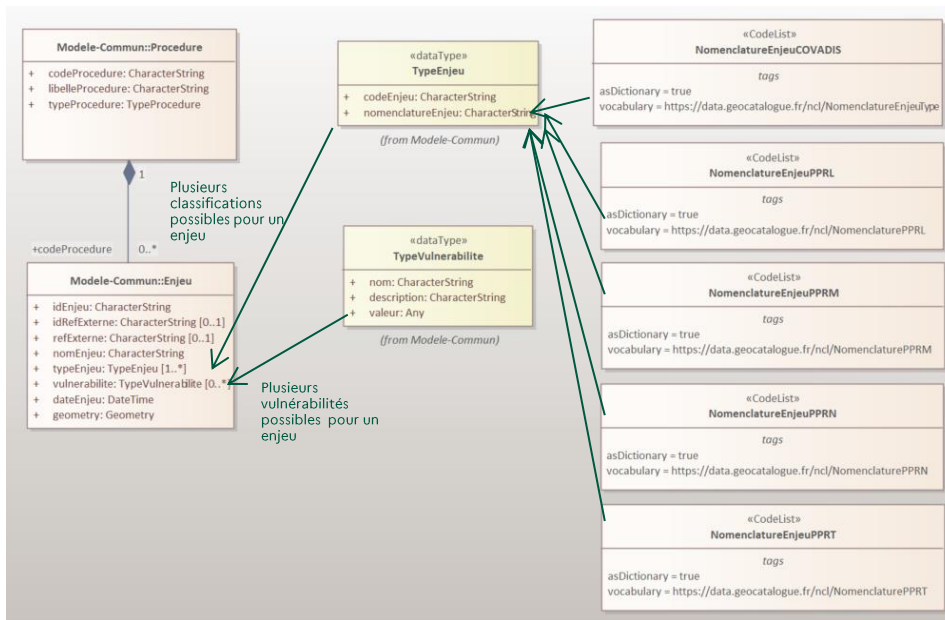 Modele-Commun::Procedure
+ codeProcedure: CharacterString
+ libelleProcedure: CharacterString
+ typeProcedure: TypeProcedure
1
Plusieurs
classifications
possibles pour un
enjeu
+codeProcedure
0..*
Modele-Commun::Enjeu
+ idEnjeu: CharacterString
+ idRefExterne: CharacterString [0..1]
+ refExterne: CharacterString [0..1]
+ nomEnjeu: CharacterString
+ typeEnjeu: TypeEnjeu [1..*]
+ vulnerabilite: TypeVulnerabilite [0..*]
+ dateEnjeu: DateTime
+ geometry: Geometry
«dataType»
TypeEnjeu
+ codeEnjeu: CharacterString
+ nomenclatureEnjeu: CharacterString
(from Modele-Commun)
«dataType»
TypeVulnerabilite
+ nom: CharacterString
+ description: CharacterString
+ valeur: Any
(from Modele-Commun)
Plusieurs
vulnérabilités
possibles pour un
enjeu
«CodeList»
NomenclatureEnjeuCOVADIS
tags
asDictionary = true
vocabulary = https://data.geocatalogue.fr/ncl/NomenclatureEnjeuType
«CodeList»
NomenclatureEnjeuPPRL
tags
asDictionary = true
vocabulary = https://data.geocatalogue.fr/ncl/NomenclaturePPRL
«CodeList»
NomenclatureEnjeuPPRM
tags
asDictionary = true
vocabulary = https://data.geocatalogue.fr/ncl/NomenclaturePPRM
«CodeList»
NomenclatureEnjeuPPRN
tags
asDictionary = true
vocabulary = https://data.geocatalogue.fr/ncl/NomenclaturePPRN
«CodeList»
NomenclatureEnjeuPPRT
tags
asDictionary = true
vocabulary = https://data.geocatalogue.fr/ncl/NomenclaturePPRT